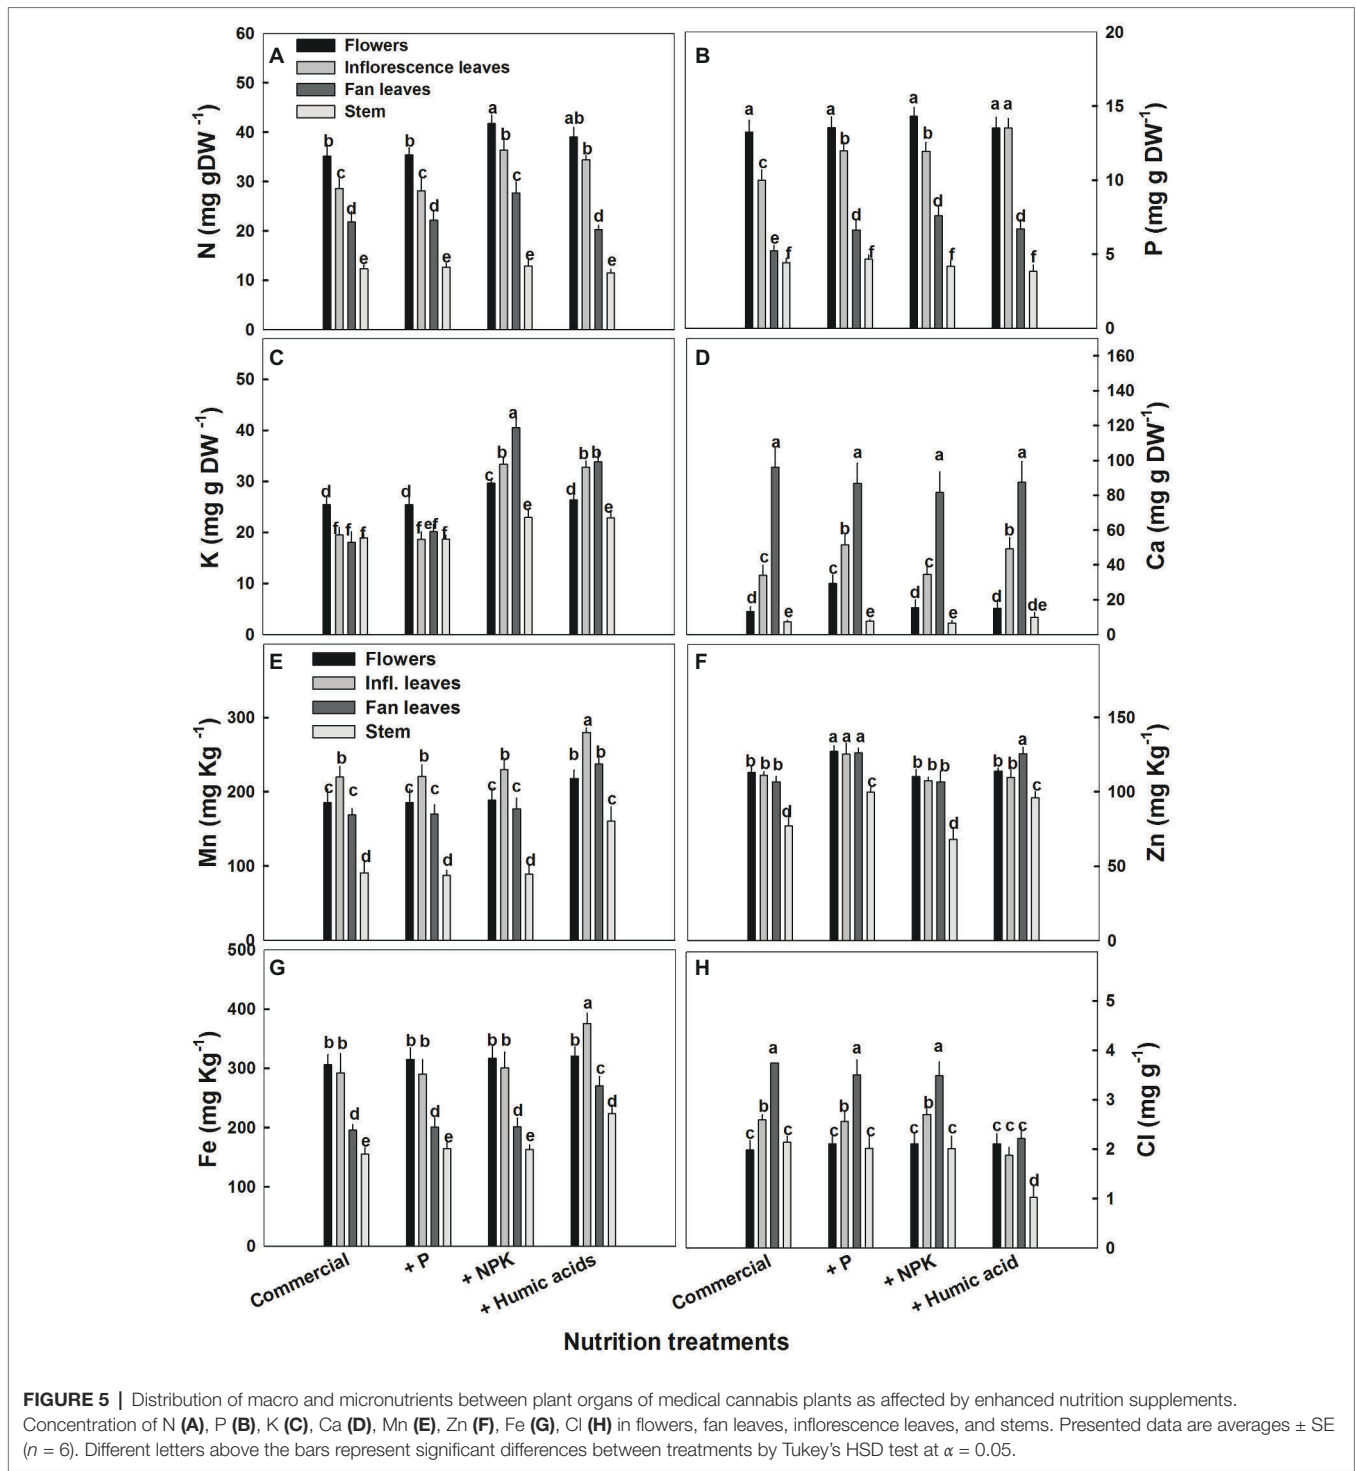 A
Flowers
Inflorescence leaves
Fan leaves
Stem
60
50
40
30
20
10
0
N (mg gDW -1)
b c d e
b c d e
a b c e
ab b d e
B
20
15
10
5
0
P (mg g DW-1)
a c e f
a b d f
a b d f
a a d f
C
50
40
30
20
10
0
K (mg g DW -1)
d f f f
d f ef f
c b a e
d b b e
D
160
140
120
100
80
60
40
20
0
Ca (mg g DW-1)
d c a e
c b a e
d c a e
d b a de
E
Flowers
Infl. leaves
Fan leaves
Stem
300
200
100
0
Mn (mg Kg-1)
c b c d
c b c d
c b c d
b a b c
F
150
100
50
0
Zn (mg Kg-1)
b b b d
a a a c
b b b d
b b a c
G
500
400
300
200
100
0
Fe (mg Kg-1)
b b d e
b b d e
b b d e
b a c d
H
5
4
3
2
1
0
Cl (mg g-1)
c b a c
c b a c
c b a c
c c c d
Commercial
+ P
+ NPK
+ Humic acids
Commercial
+ P
+ NPK
+ Humic acid
Nutrition treatments
FIGURE 5 | Distribution of macro and micronutrients between plant organs of medical cannabis plants as affected by enhanced nutrition supplements.
Concentration of N (A), P (B), K (C), Ca (D), Mn (E), Zn (F), Fe (G), Cl (H) in flowers, fan leaves, inflorescence leaves, and stems. Presented data are averages ± SE
(n = 6). Different letters above the bars represent significant differences between treatments by Tukey's HSD test at α = 0.05.